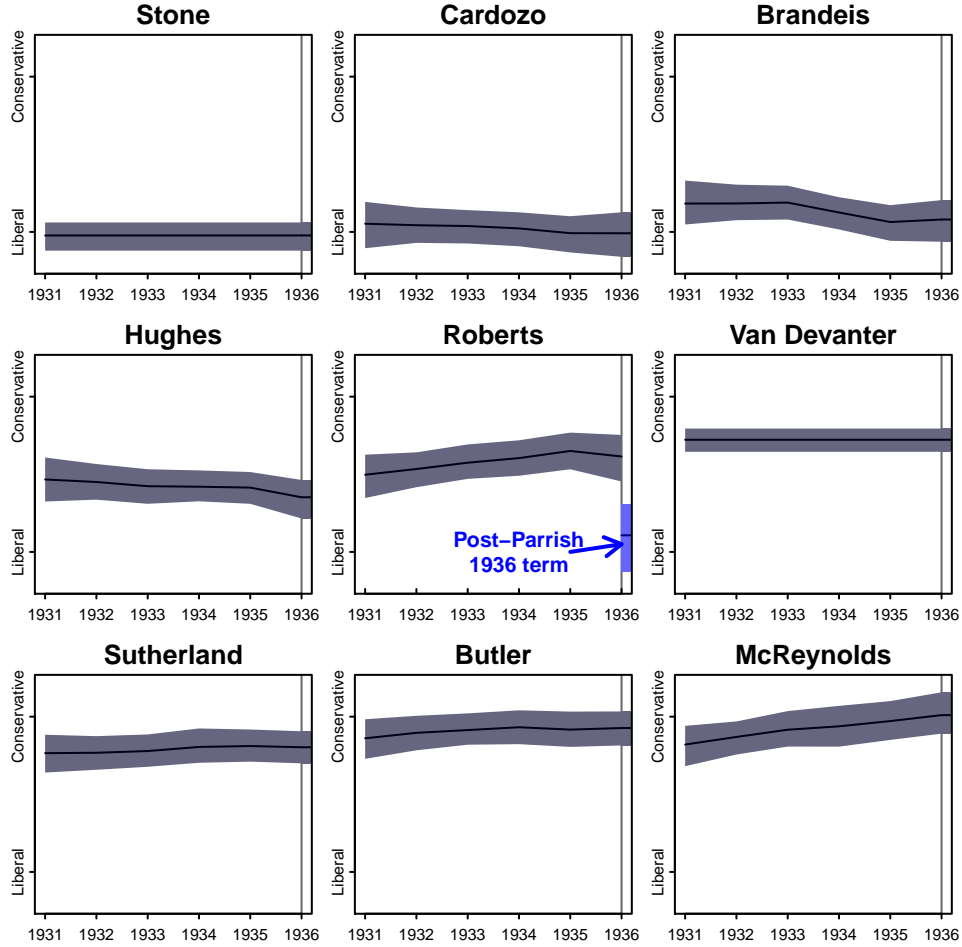 Stone
Cardozo
Brandeis
Conservative
Liberal
1931 1932 1933 1934 1935 1936
Conservative
Liberal
1931 1932 1933 1934 1935 1936
Conservative
Liberal
1931 1932 1933 1934 1935 1936
Hughes
Roberts
Van Devanter
Conservative
Liberal
1931 1932 1933 1934 1935 1936
Conservative
Liberal
Post−Parrish
1936 term
1931 1932 1933 1934 1935 1936
Conservative
Liberal
1931 1932 1933 1934 1935 1936
Sutherland
Butler
McReynolds
Conservative
Liberal
1931 1932 1933 1934 1935 1936
Conservative
Liberal
1931 1932 1933 1934 1935 1936
Conservative
Liberal
1931 1932 1933 1934 1935 1936